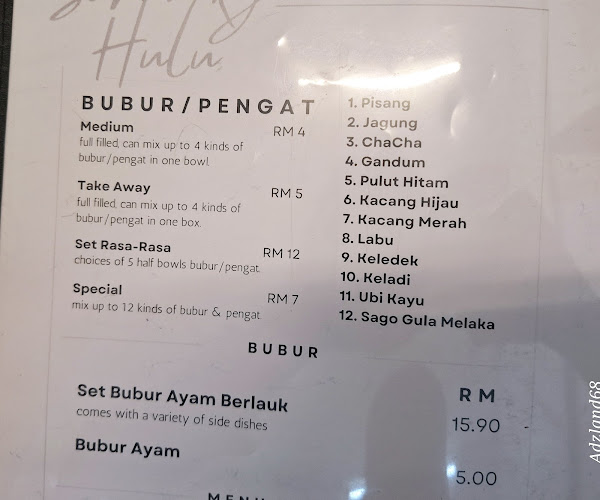 Hulu
BUBUR/PENGAT
Medium RM 4
full filled, can mix up to 4 kinds of
bubur/pengat in one bowl.
Take Away RM 5
full filled, can mix up to 4 kinds of
bubur/pengat in one box.
Set Rasa-Rasa RM 12
choices of 5 half bowls bubur/pengat.
Special RM 7
mix up to 12 kinds of bubur & pengat
1. Pisang
2. Jagung
3. ChaCha
4. Gandum
5. Pulut Hitam
6. Kacang Hijau
7. Kacang Merah
8. Labu
9. Keledek
10. Keladi
11. Ubi Kayu
12. Sago Gula Melaka
BUBUR
RM
Set Bubur Ayam Berlauk 15.90
comes with a variety of side dishes
Bubur Ayam 5.00
Adzland68